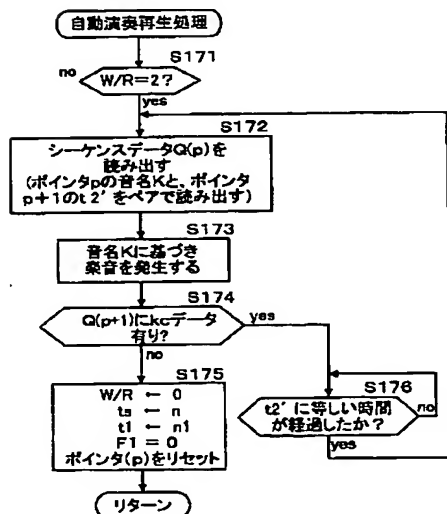 自動演奏再生処理
S171
no
W/R=2?
yes
S172
シーケンスデータQ(p)を
読み出す
(ポインタpの音名Kと、ポインタ
p+1のt2'をペアで読み出す)
S173
音名Kに基づき
楽音を発生する
S174
Q(p+1)にkcデータ
有り?
yes
no
S175
W/R ← 0
ts ← n
t1 ← n1
F1 = 0
ポインタ(p)をリセット
S176
t2'に等しい時間
が経過したか?
no
yes
リターン